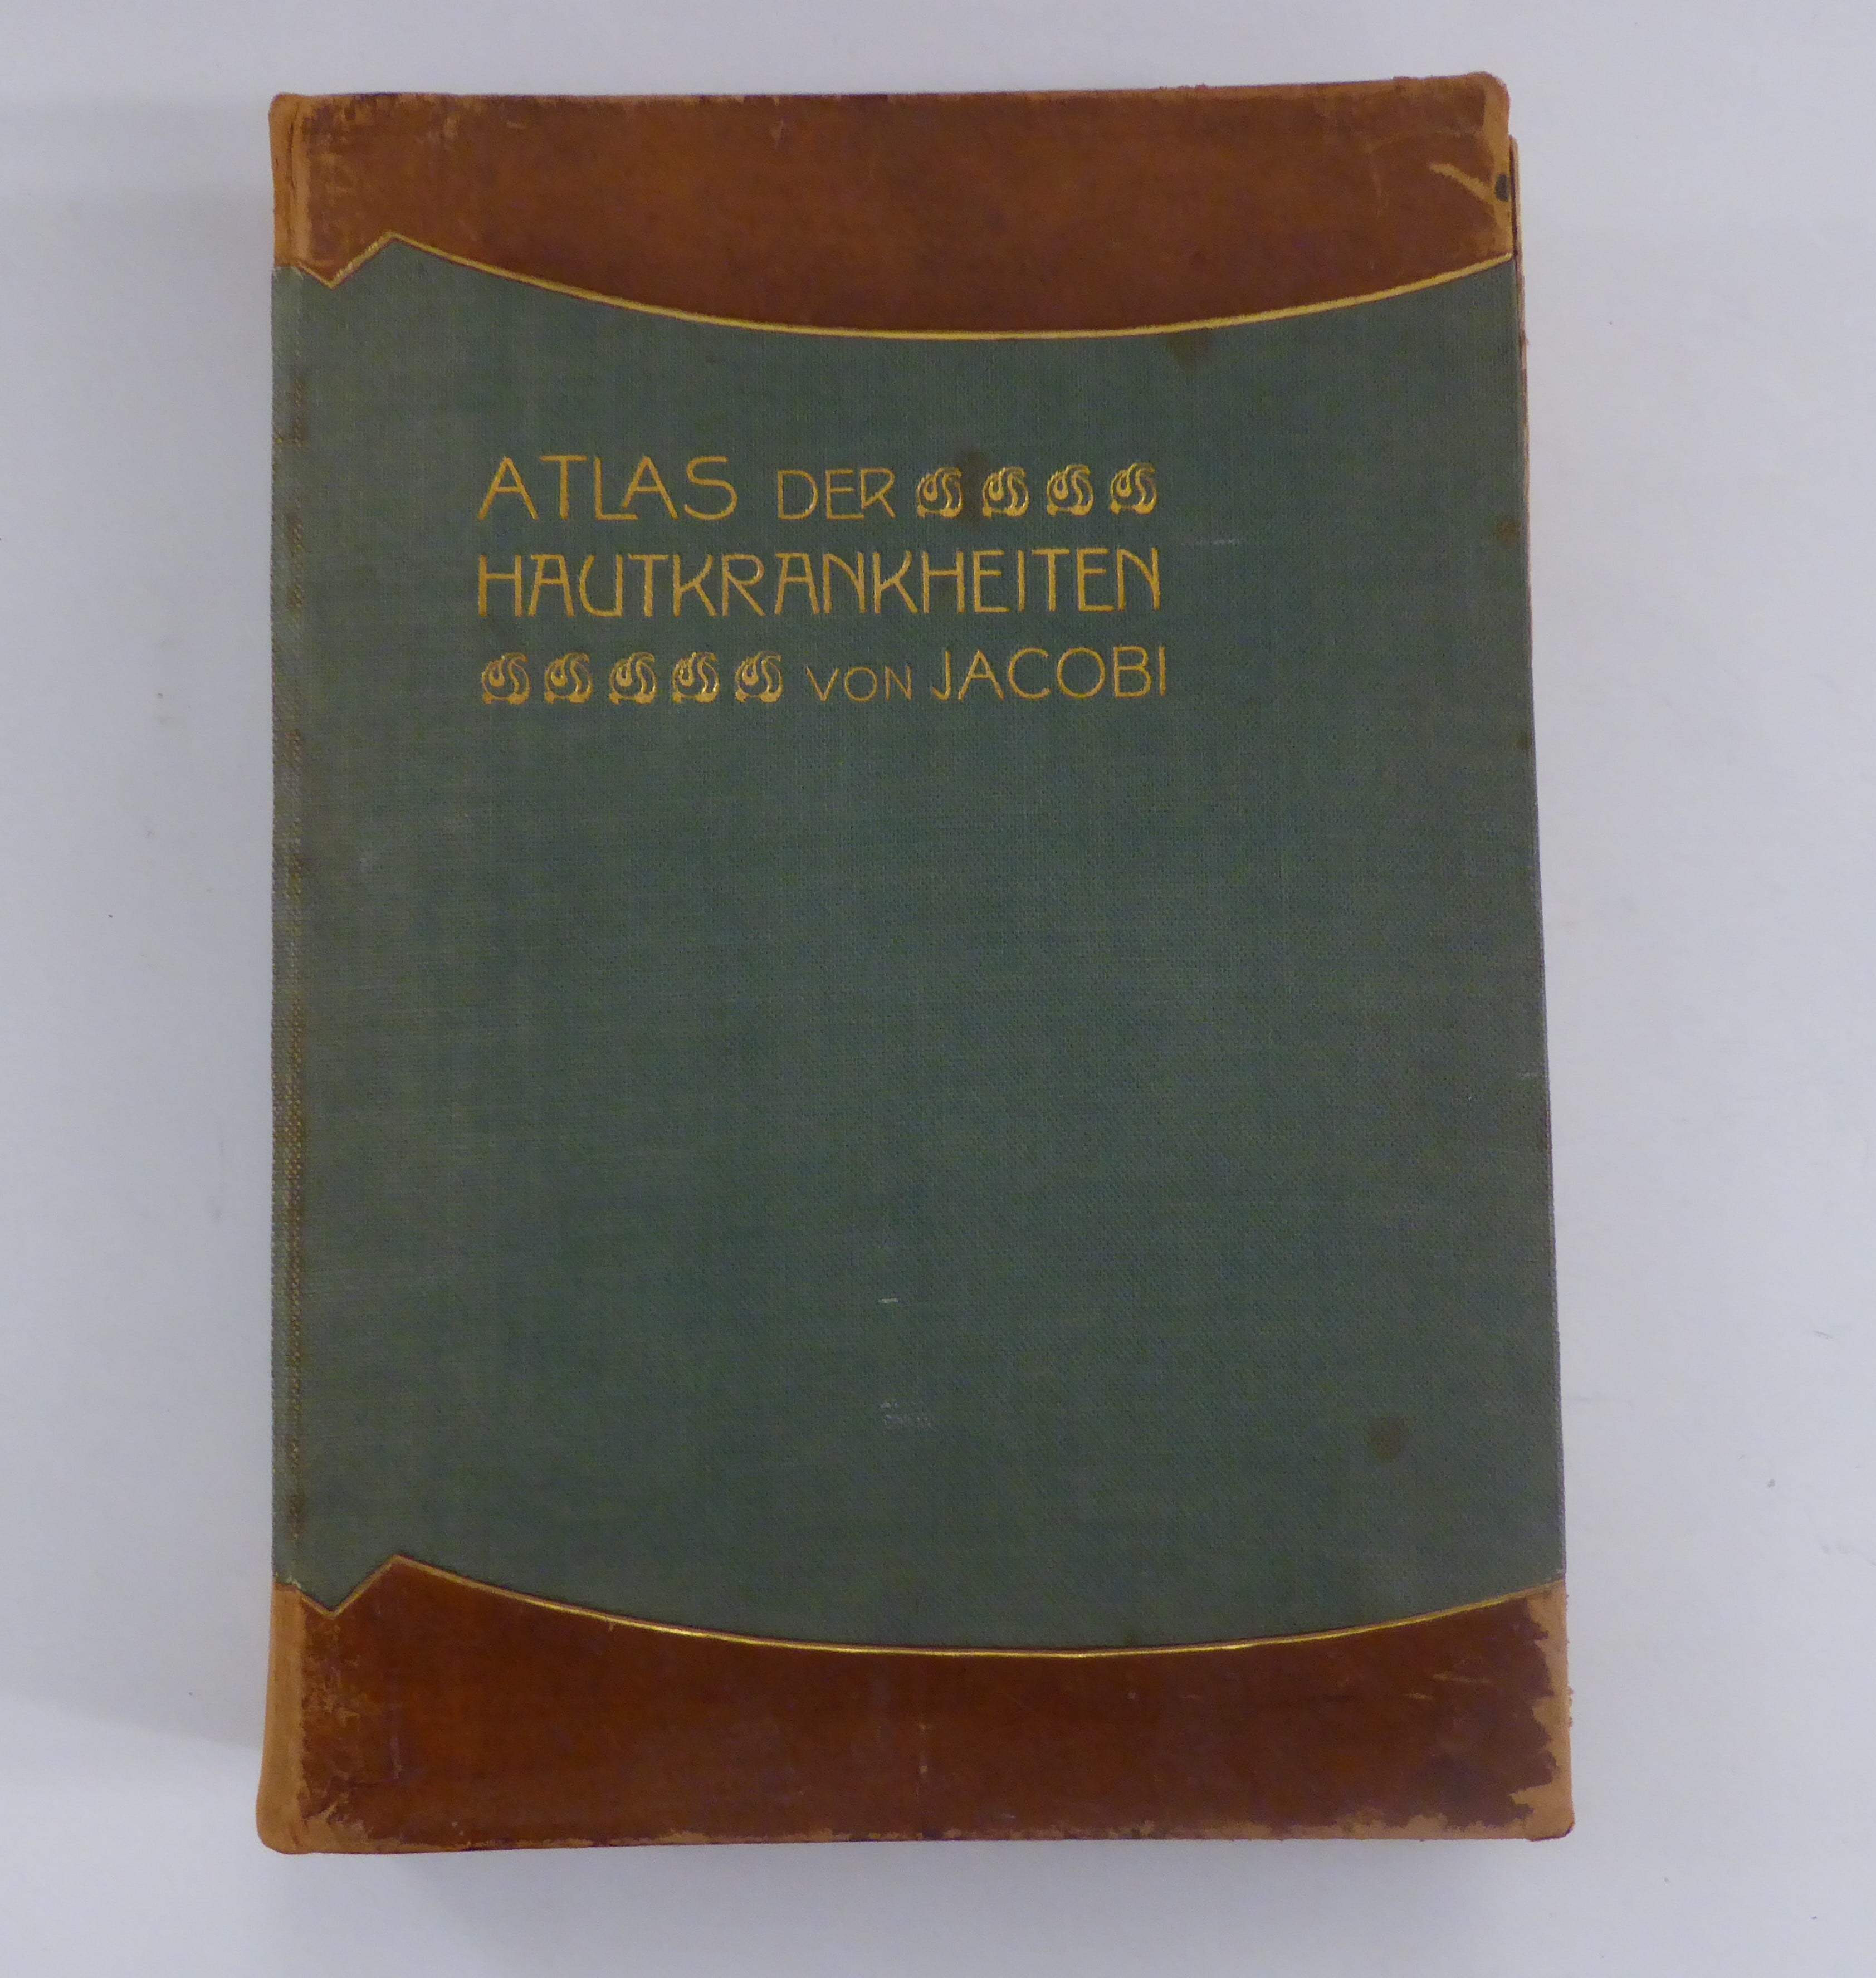 ATLAS DER
HAUTKRANKHEITEN
VON JACOBI